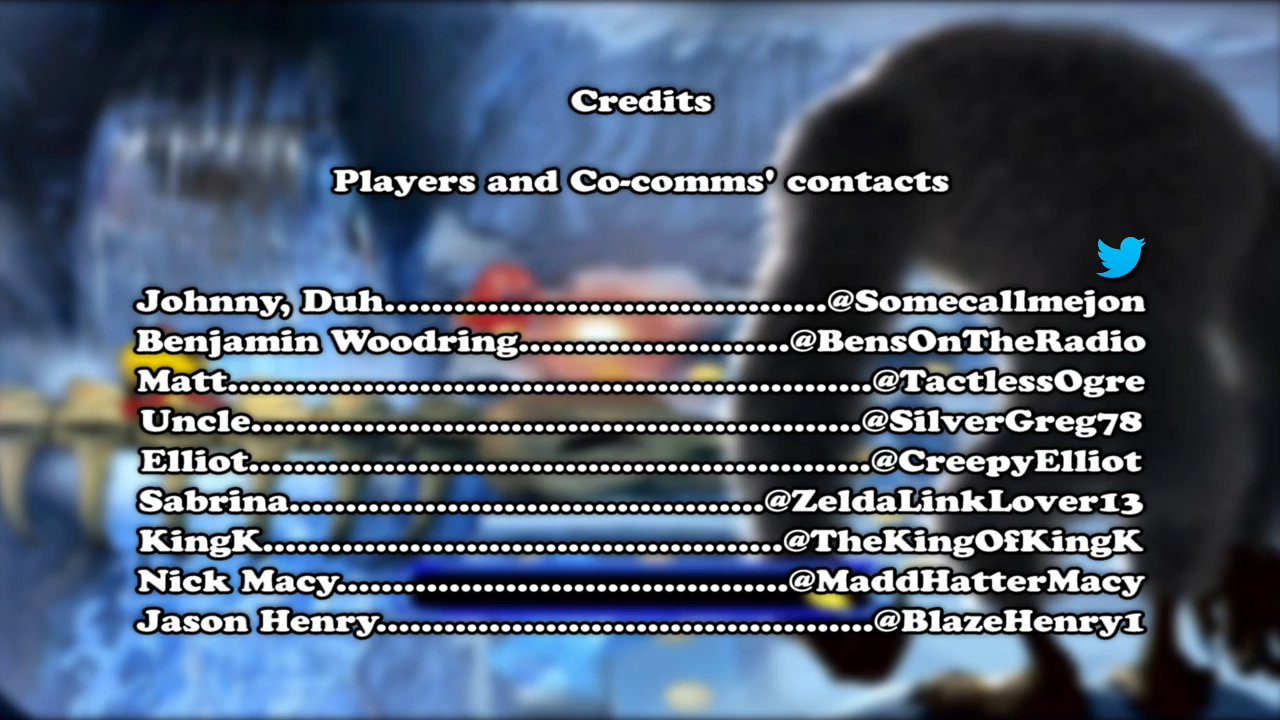 Credits
Players and Co-comms' contacts
Johnny, Duh........................................@Somecallmejon
Benjamin Woodring........................@BensOnTheRadio
Matt..........................................................@TactlessOgre
Uncle.......................................................@SilverGreg78
Elliot........................................................@CreepyElliot
Sabrina...........................................@ZeldaLinkLover13
KingK...............................................@TheKingOfKingK
Nick Macy.........................................@MaddHatterMacy
Jason Henry.............................................@BlazeHenry1